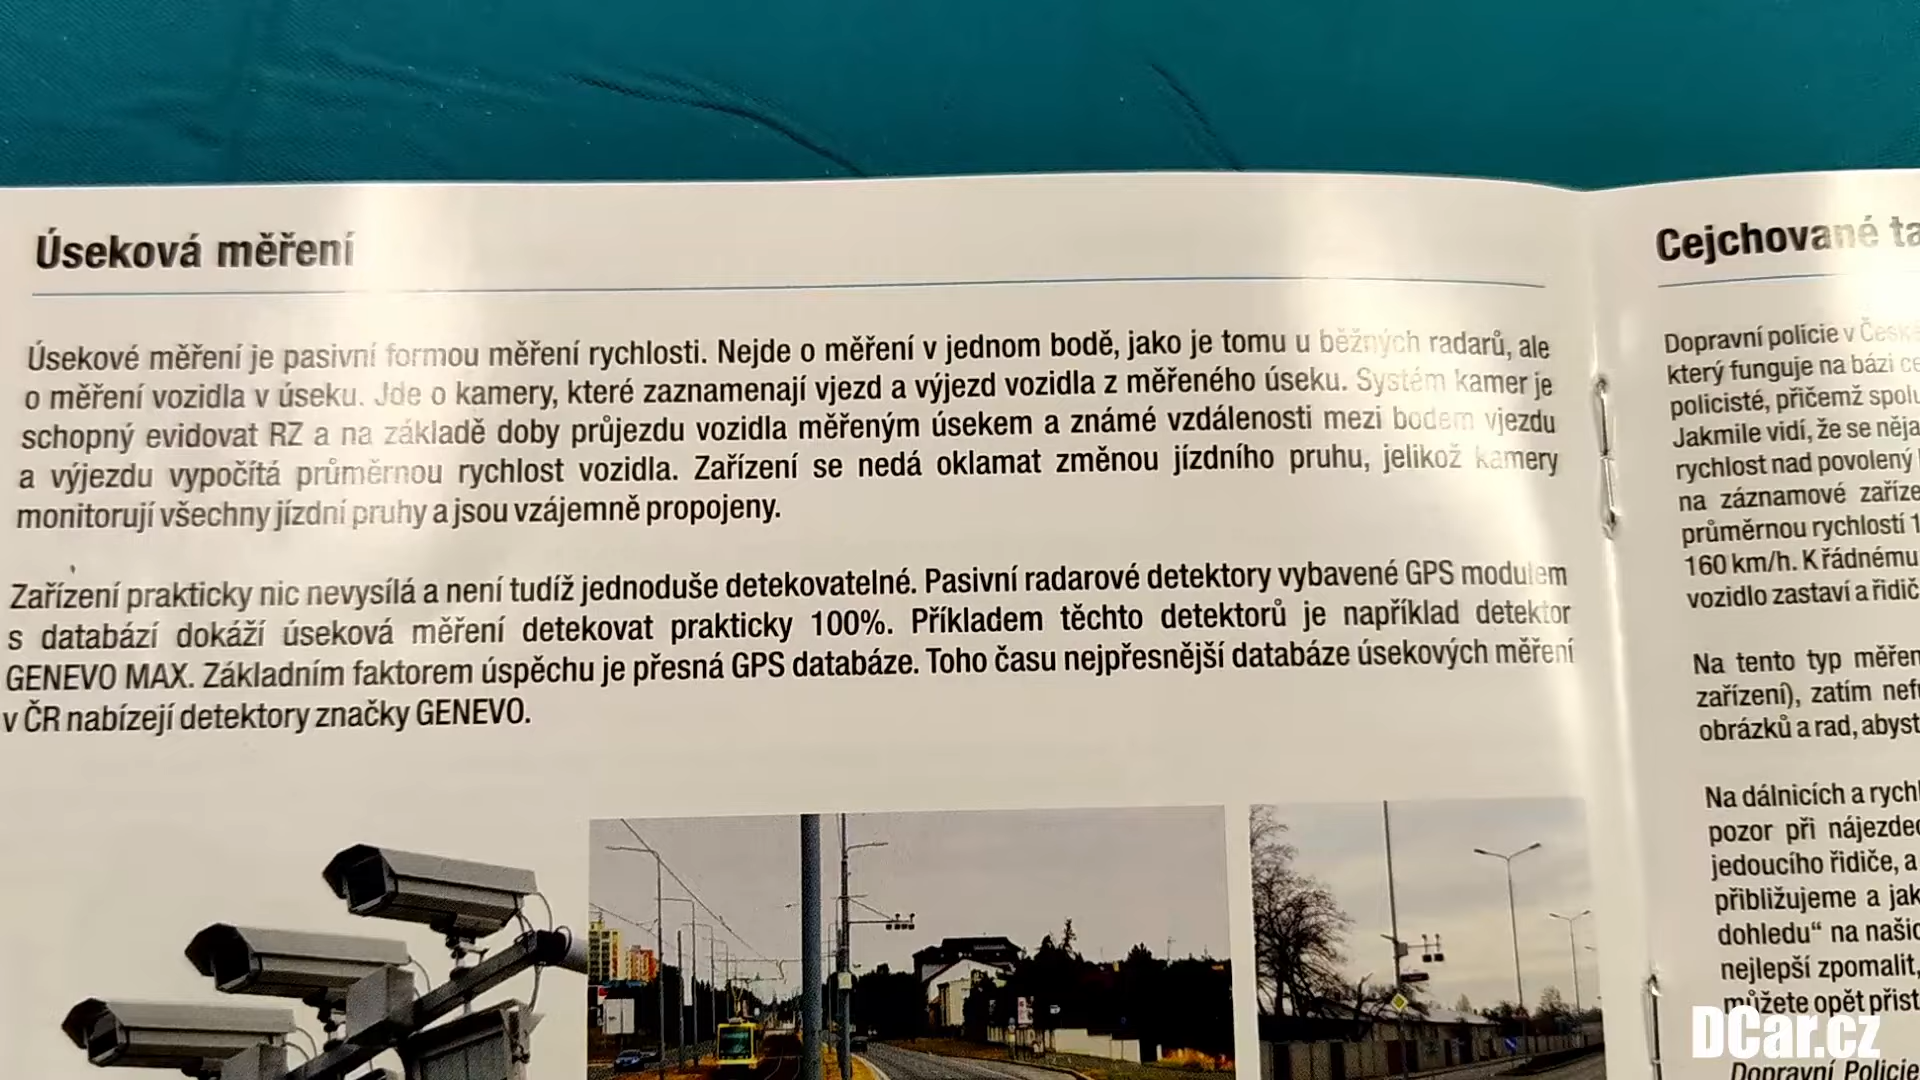 Úseková měření
Úsekové měření je pasivní formou měření rychlosti. Nejde o měření v jednom bodě, jako je tomu u běžných radarů, ale
o měření vozidla v úseku. Jde o kamery, které zaznamenají vjezd a výjezd vozidla z měřeného úseku. Systém kamer je
schopný evidovat RZ a na základě doby průjezdu vozidla měřeným úsekem a známé vzdálenosti mezi bodem vjezdu
a výjezdu vypočítá průměrnou rychlost vozidla. Zařízení se nedá oklamat změnou jízdního pruhu, jelikož kamery
monitorují všechny jízdní pruhy a jsou vzájemně propojeny.
Zařízení prakticky nic nevysílá a není tudíž jednoduše detekovatelné. Pasivní radarové detektory vybavené GPS modulem
s databází dokáží úseková měření detekovat prakticky 100%. Příkladem těchto detektorů je například detektor
GENEVO MAX. Základním faktorem úspěchu je přesná GPS databáze. Toho času nejpřesnější databáze úsekových měření
v ČR nabízejí detektory značky GENEVO.
Cejchované
Dopravní policie v
který funguje na bázi
policisté, přičemž
Jakmile vidí, že se
rychlost nad povolený
na záznamové
průměrnou rychlostí
160 km/h. K řádnému
vozidlo zastaví a
Na tento typ
zařízení), zatím
obrázků a rad,
Na dálnicích a
pozor při
jedoucího řidiče, a
přibližujeme a
dohledu“ na
nejlepší zpomalit,
můžete opět
Dopravní
DCar.cz